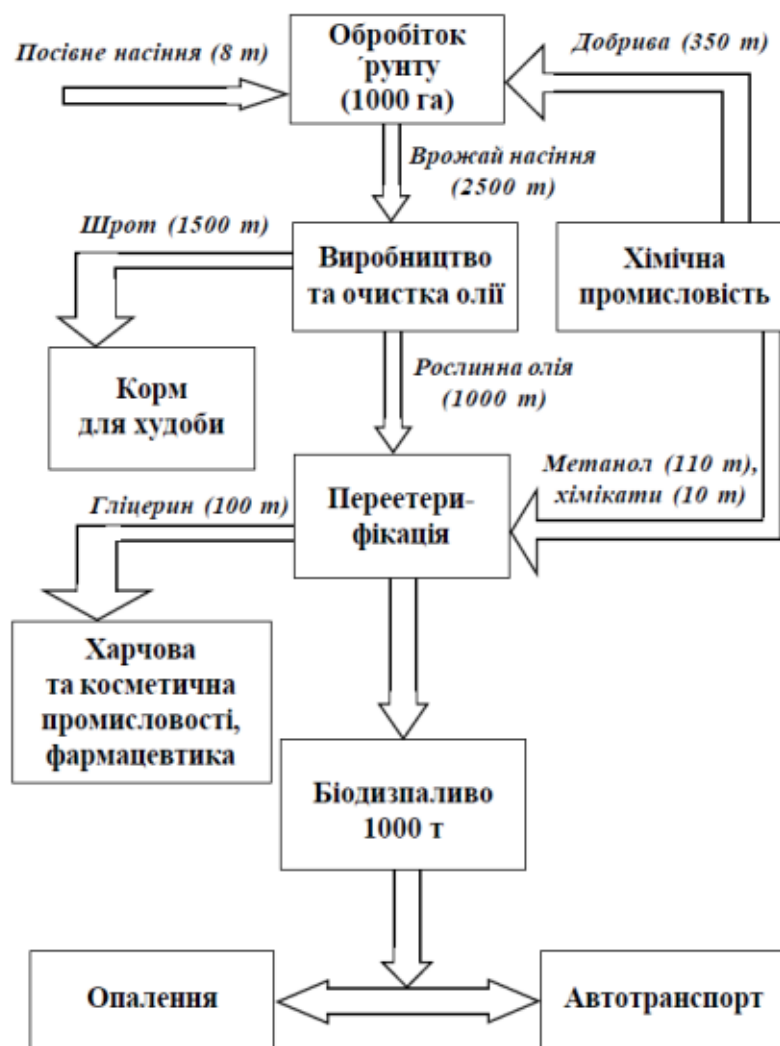 Посівне насіння (8 т)
Обробіток
ґрунту
(1000 га)
Добрива (350 т)
Врожай насіння
(2500 т)
Шрот (1500 т)
Виробництво
та очистка олії
Хімічна
промисловість
Корм
для худоби
Рослинна олія
(1000 т)
Метанол (110 т),
хімікати (10 т)
Гліцерин (100 т)
Переетери-
фікація
Харчова
та косметична
промисловості,
фармацевтика
Біодизпаливо
1000 т
Опалення
Автотранспорт